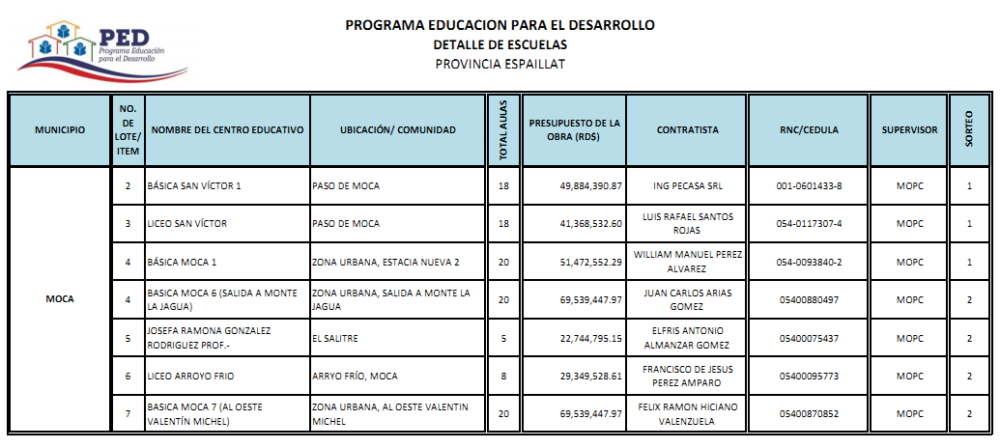 PED
Programa Educación
para el Desarrollo
PROGRAMA EDUCACION PARA EL DESARROLLO
DETALLE DE ESCUELAS
PROVINCIA ESPAILLAT
MUNICIPIO
NO.
DE
LOTE/
ITEM
NOMBRE DEL CENTRO EDUCATIVO
UBICACIÓN/ COMUNIDAD
TOTAL AULAS
PRESUPUESTO DE LA
OBRA (RD$)
CONTRATISTA
RNC/CEDULA
SUPERVISOR
SORTEO
MOCA
2
BÁSICA SAN VÍCTOR 1
PASO DE MOCA
18
49,884,390.87
ING PECASA SRL
001-0601433-8
MOPC
1
3
LICEO SAN VÍCTOR
PASO DE MOCA
18
41,368,532.60
LUIS RAFAEL SANTOS
ROJAS
054-0117307-4
MOPC
1
4
BÁSICA MOCA 1
ZONA URBANA, ESTACIA NUEVA 2
20
51,472,552.29
WILLIAM MANUEL PEREZ
ALVAREZ
054-0093840-2
MOPC
1
4
BASICA MOCA 6 (SALIDA A MONTE
LA JAGUA)
ZONA URBANA, SALIDA A MONTE LA
JAGUA
20
69,539,447.97
JUAN CARLOS ARIAS
GOMEZ
05400880497
MOPC
2
5
JOSEFA RAMONA GONZALEZ
RODRIGUEZ PROF.-
EL SALITRE
5
22,744,795.15
ELFRIS ANTONIO
ALMANZAR GOMEZ
05400075437
MOPC
2
6
LICEO ARROYO FRIO
ARRYO FRÍO, MOCA
8
29,349,528.61
FRANCISCO DE JESUS
PEREZ AMPARO
05400095773
MOPC
2
7
BASICA MOCA 7 (AL OESTE
VALENTÍN MICHEL)
ZONA URBANA, AL OESTE VALENTIN
MICHEL
20
69,539,447.97
FELIX RAMON HICIANO
VALENZUELA
05400870852
MOPC
2